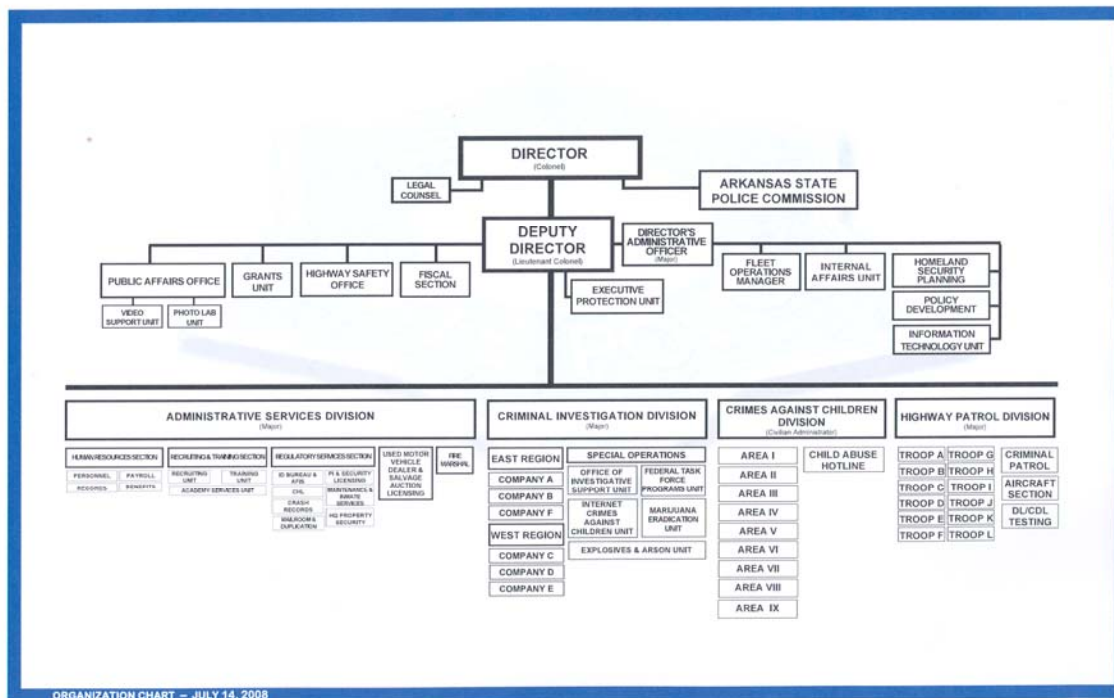 DIRECTOR
(Colonel)
LEGAL
COUNSEL
ARKANSAS STATE
POLICE COMMISSION
DEPUTY
DIRECTOR
(Lieutenant Colonel)
DIRECTOR'S
ADMINISTRATIVE
OFFICER
(Major)
PUBLIC AFFAIRS OFFICE
VIDEO
SUPPORT UNIT
PHOTO LAB
UNIT
GRANTS
UNIT
HIGHWAY SAFETY
OFFICE
FISCAL
SECTION
EXECUTIVE
PROTECTION UNIT
FLEET
OPERATIONS
MANAGER
INTERNAL
AFFAIRS UNIT
HOMELAND
SECURITY
PLANNING
POLICY
DEVELOPMENT
INFORMATION
TECHNOLOGY UNIT
ADMINISTRATIVE SERVICES DIVISION
(Major)
HUMAN RESOURCES SECTION
PERSONNEL
PAYROLL
RECORDS
BENEFITS
RECRUITING & TRAINING SECTION
RECRUITING
UNIT
TRAINING
UNIT
ACADEMY SERVICES UNIT
REGULATORY SERVICES SECTION
ID BUREAU &
AFIS
PI & SECURITY
LICENSING
CHL
MAINTENANCE &
INMATE
SERVICES
CRASH
RECORDS
MAILROOM &
DUPLICATION
HQ PROPERTY
SECURITY
USED MOTOR
VEHICLE
DEALER &
SALVAGE
AUCTION
LICENSING
FIRE
MARSHAL
CRIMINAL INVESTIGATION DIVISION
(Major)
EAST REGION
COMPANY A
COMPANY B
COMPANY F
WEST REGION
COMPANY C
COMPANY D
COMPANY E
SPECIAL OPERATIONS
OFFICE OF
INVESTIGATIVE
SUPPORT UNIT
FEDERAL TASK
FORCE
PROGRAMS UNIT
INTERNET
CRIMES
AGAINST
CHILDREN UNIT
MARIJUANA
ERADICATION
UNIT
EXPLOSIVES & ARSON UNIT
CRIMES AGAINST CHILDREN
DIVISION
(Civilian Administrator)
AREA I
AREA II
AREA III
AREA IV
AREA V
AREA VI
AREA VII
AREA VIII
AREA IX
CHILD ABUSE
HOTLINE
HIGHWAY PATROL DIVISION
(Major)
TROOP A
TROOP B
TROOP C
TROOP D
TROOP E
TROOP F
TROOP G
TROOP H
TROOP I
TROOP J
TROOP K
TROOP L
CRIMINAL
PATROL
AIRCRAFT
SECTION
DL/CDL
TESTING
ORGANIZATION CHART – JULY 14, 2008